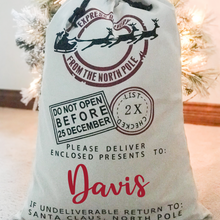 EXPRESS DELIVERY
FROM THE NORTH POLE
DO NOT OPEN
BEFORE
25 DECEMBER
LIST
2X
CHECKED
PLEASE DELIVER
ENCLOSED PRESENTS TO:
Davis
IF UNDELIVERABLE RETURN TO:
SANTA CLAUS, NORTH POLE